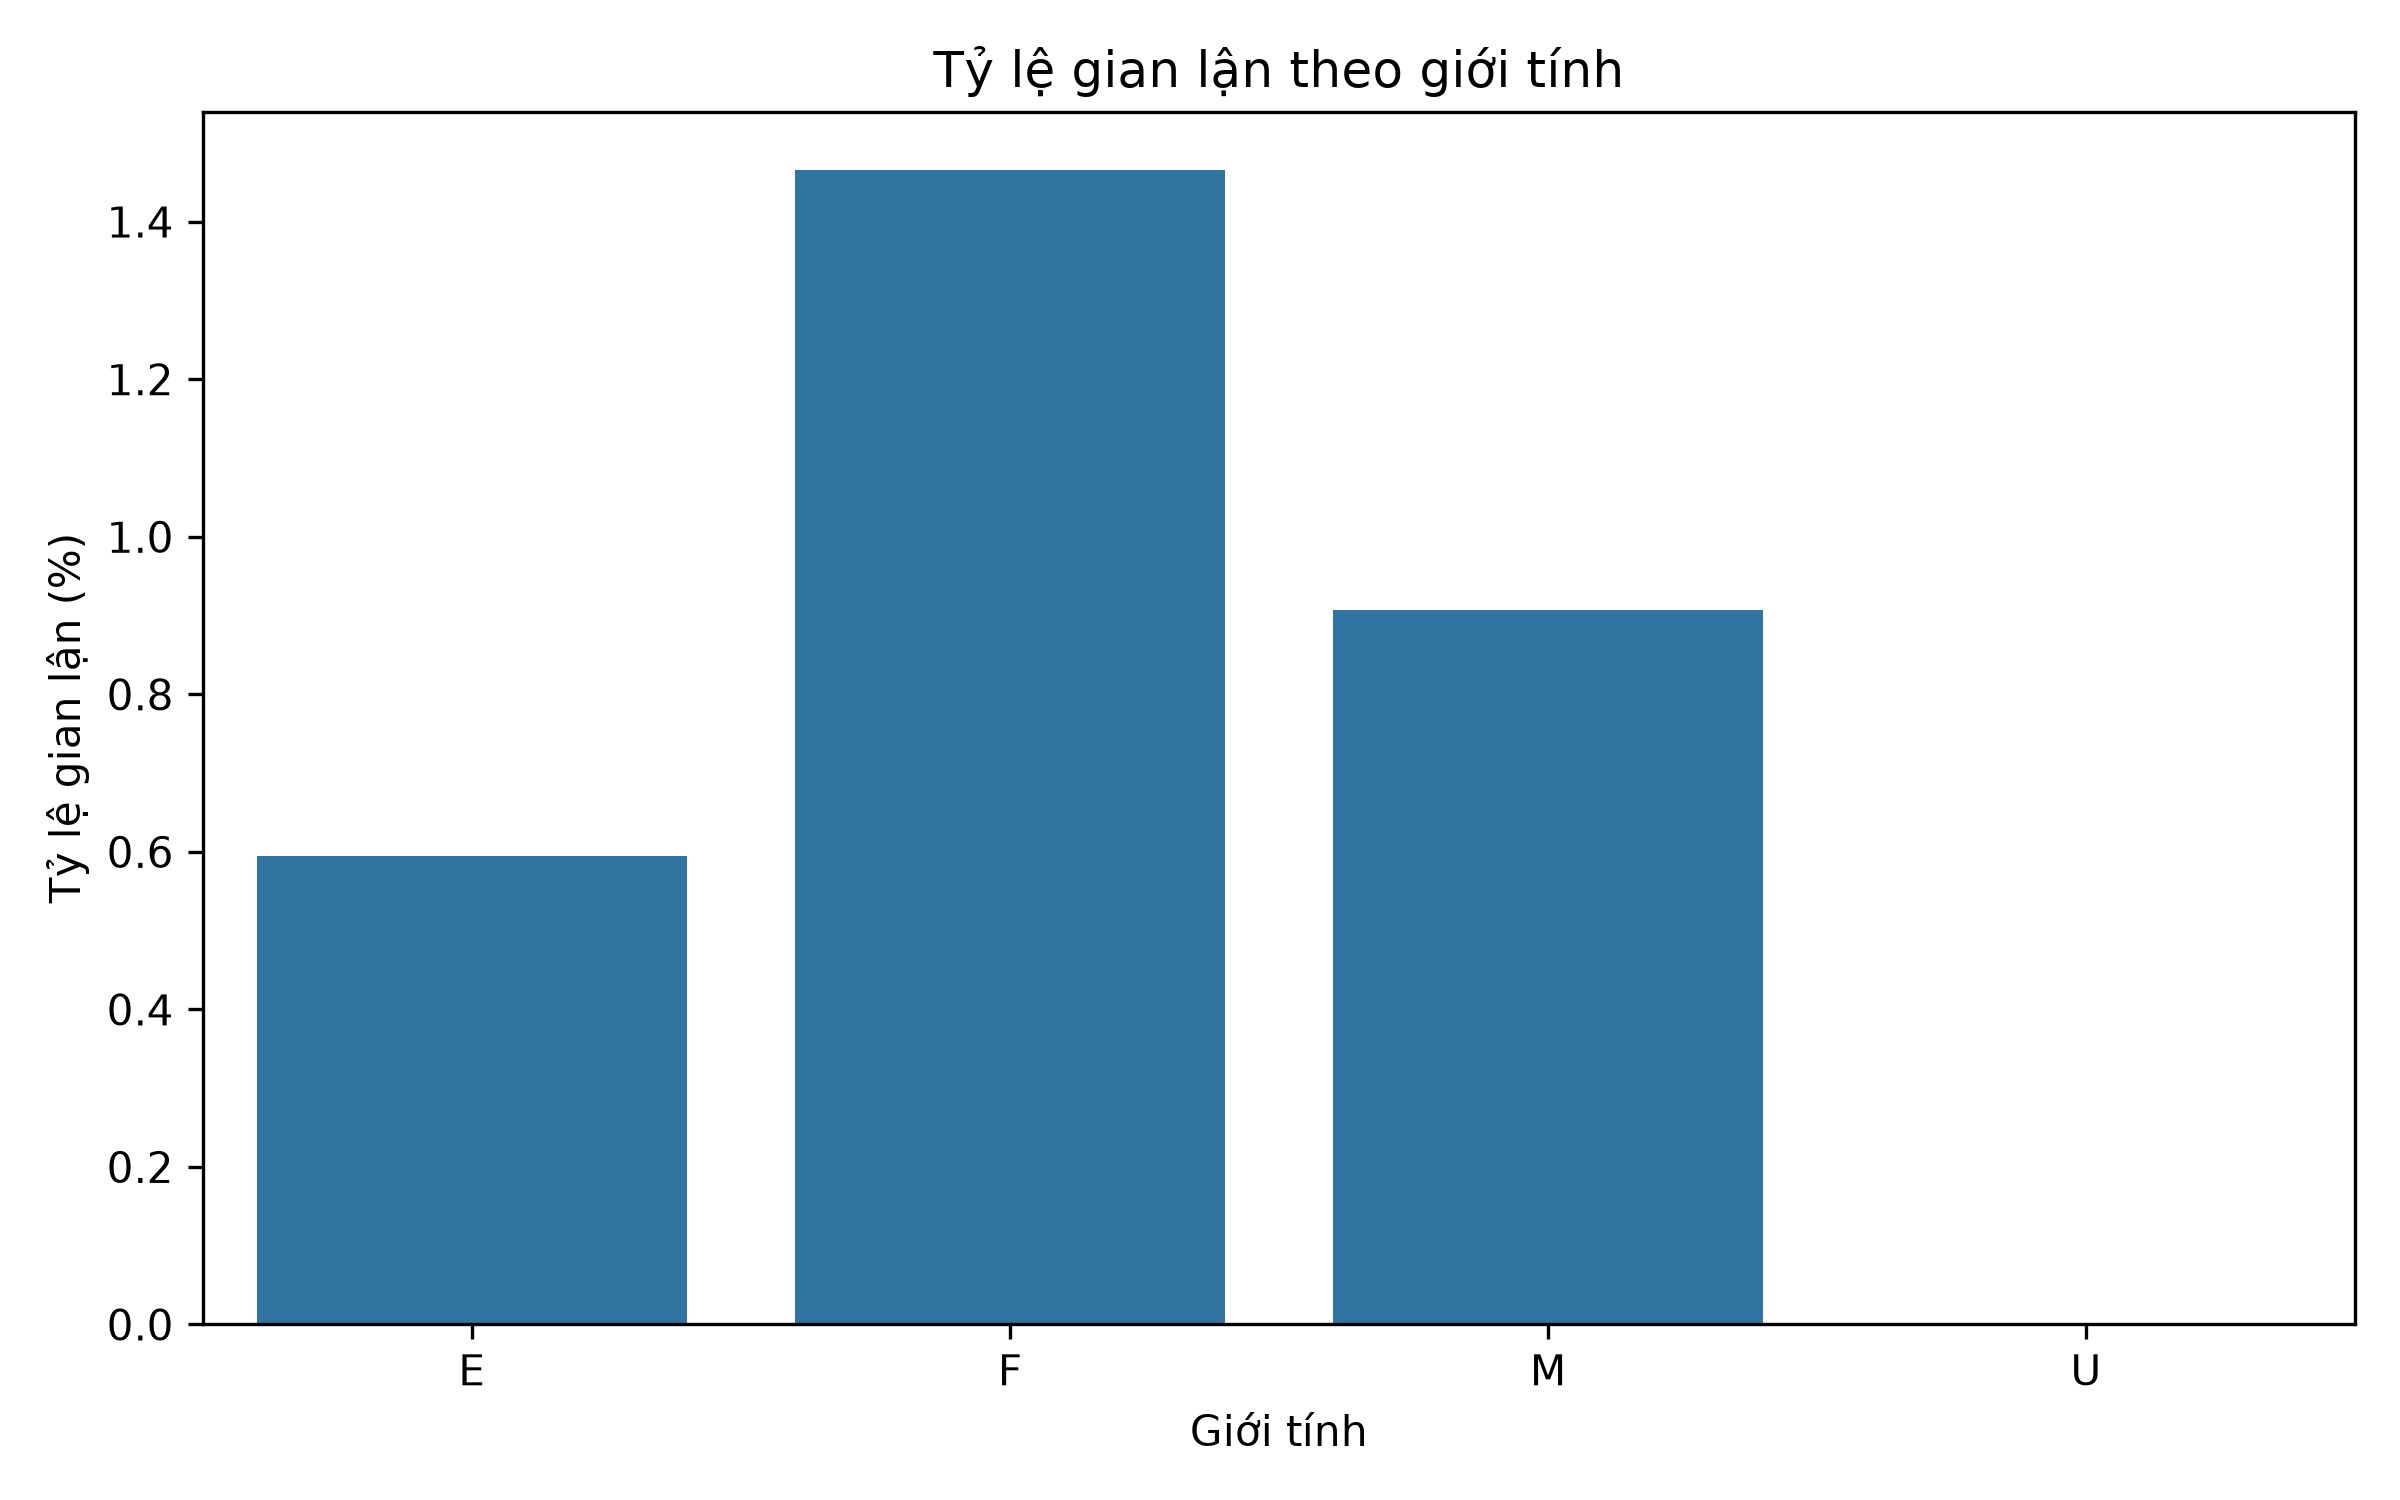 Tỷ lệ gian lận theo giới tính
Tỷ lệ gian lận (%)
1.4
1.2
1.0
0.8
0.6
0.4
0.2
0.0
E
F
M
U
Giới tính